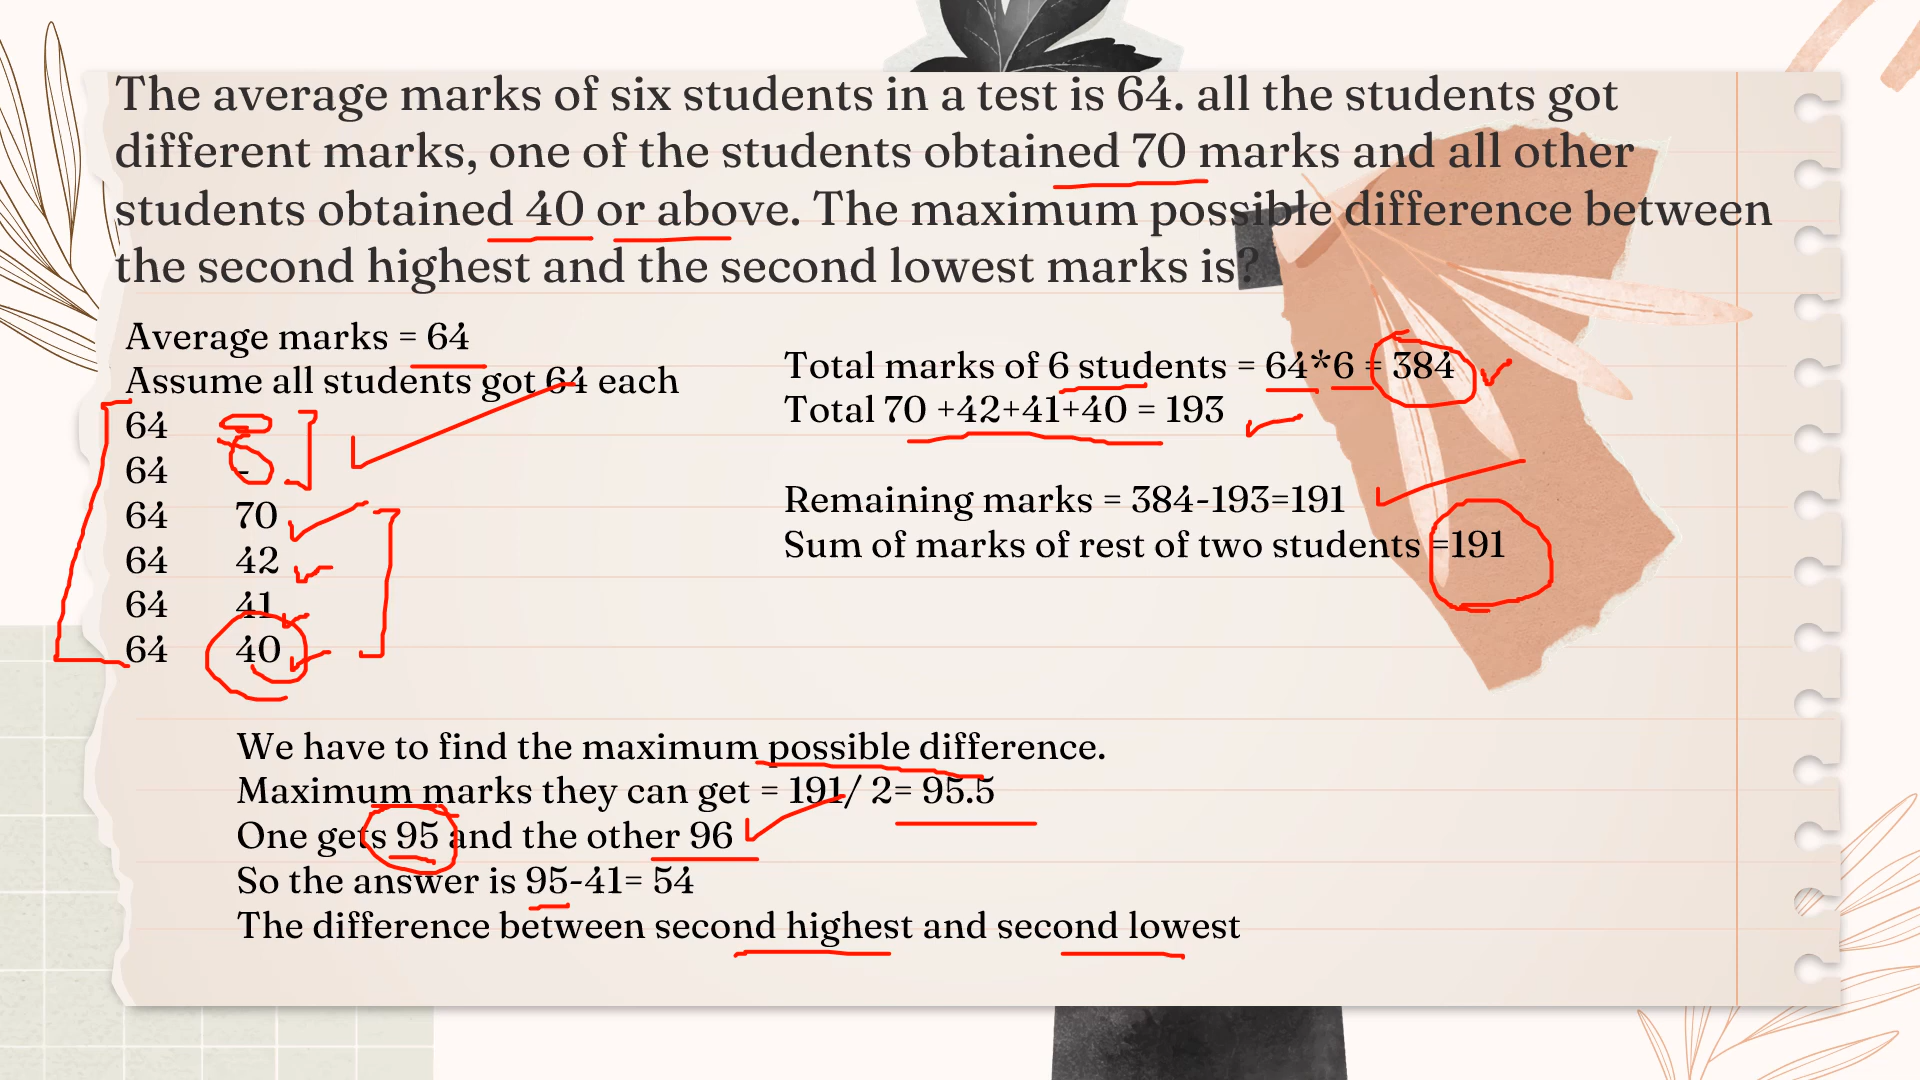 The average marks of six students in a test is 64. all the students got
different marks, one of the students obtained 70 marks and all other
students obtained 40 or above. The maximum possible difference between
the second highest and the second lowest marks is?
Average marks = 64
Assume all students got 64 each
64 -
64 -
64 70
64 42
64 41
64 40
Total marks of 6 students = 64*6 = 384
Total 70 +42+41+40 = 193
Remaining marks = 384-193=191
Sum of marks of rest of two students =191
We have to find the maximum possible difference.
Maximum marks they can get = 191/ 2= 95.5
One gets 95 and the other 96
So the answer is 95-41= 54
The difference between second highest and second lowest